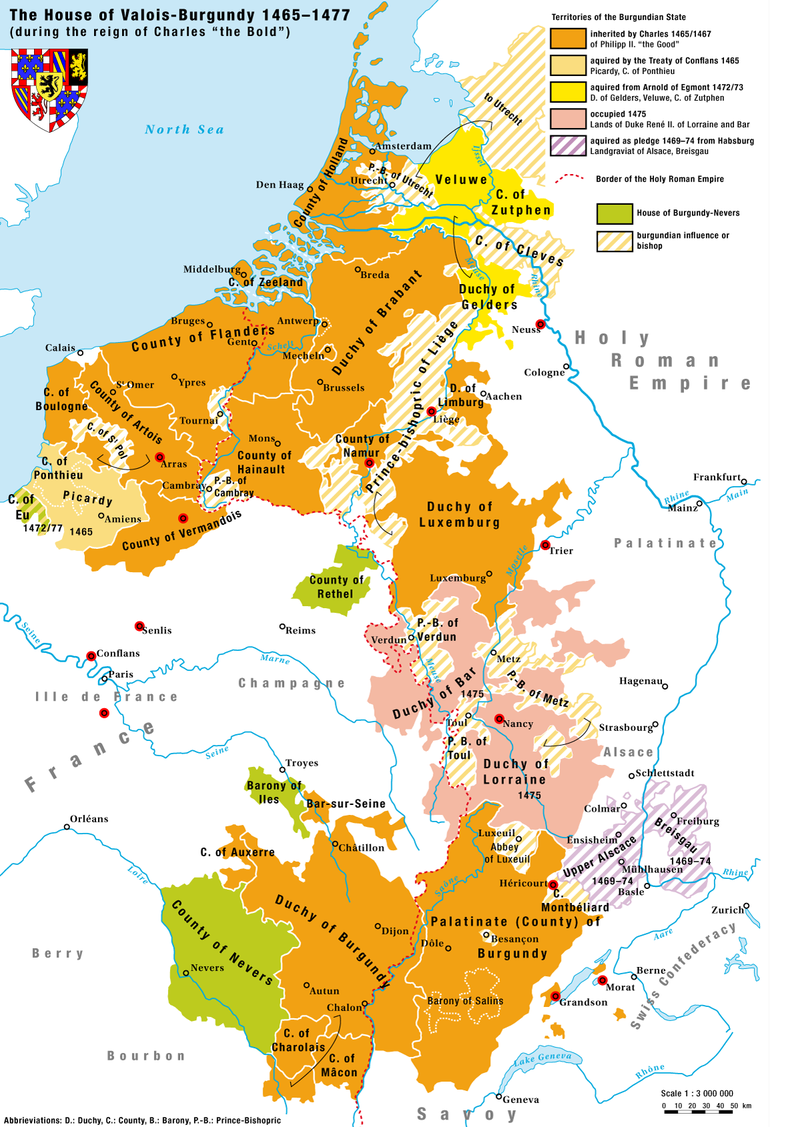 The House of Valois-Burgundy 1465–1477
(during the reign of Charles “the Bold”)
Territories of the Burgundian State
inherited by Charles 1465/1467
of Philipp II. “the Good”
aquired by the Treaty of Conflans 1465
Picardy, C. of Ponthieu
aquired from Arnold of Egmont 1472/73
D. of Gelders, Veluwe, C. of Zutphen
occupied 1475
Lands of Duke René II. of Lorraine and Bar
aquired as pledge 1469–74 from Habsburg
Landgraviat of Alsace, Breisgau
Border of the Holy Roman Empire
House of Burgundy-Nevers
burgundian influence or
bishop
North Sea
to Utrecht
Amsterdam
County of Holland
P.-B. of Utrecht
Utrecht
Den Haag
IJssel
Veluwe
C. of
Zutphen
C. of Cleves
Middelburg
C. of Zeeland
Breda
Meuse
Rhine
Duchy of
Gelders
Bruges
Antwerp
County of Flanders
Duchy of Brabant
Neuss
Holy
Roman
Empire
Calais
Gent
Scheld
Mecheln
Cologne
S' Omer
Ypres
Brussels
Prince-bishopric of Liège
D. of
Limburg
Aachen
C. of
Boulogne
County of Artois
Tournai
Liège
C. of S' Pol
Mons
County of
Hainault
County of
Namur
Arras
C. of
Ponthieu
Cambray
P.-B. of
Cambray
Picardy
C. of
Eu
1472/77
1465
Amiens
County of Vermandois
Duchy of
Luxemburg
Frankfurt
Rhine
Main
Mainz
Palatinate
Trier
Moselle
Luxemburg
County of
Rethel
Seine
Senlis
Reims
Verdun
P.-B. of
Verdun
Conflans
Paris
Marne
Metz
Meuse
Ille de France
Champagne
Duchy of Bar
1475
P.-B. of Metz
Hagenau
France
Toul
Nancy
Strasbourg
Seine
P. B. of
Toul
Alsace
Troyes
Duchy of
Lorraine
1475
Schlettstadt
Barony of
Iles
Bar-sur-Seine
Colmar
Freiburg
Breisgau
1469–74
Orléans
Châtillon
Luxeuil
Abbey
of Luxeuil
Ensisheim
Upper Alscace
1469–74
Mühlhausen
C. of Auxerre
Loire
Saône
Héricourt
C.
Montbéliard
Basle
Rhine
County of Nevers
Duchy of Burgundy
Palatinate (County) of
Burgundy
Zurich
Dijon
Dôle
Besançon
Aare
Berry
Nevers
Autun
Chalon
Barony of Salins
Berne
Morat
Grandson
Swiss Confederacy
Bourbon
C. of
Charolais
C. of
Mâcon
Lake Geneva
Rhône
Geneva
Savoy
Scale 1 : 3 000 000
0 10 20 30 40 50 km
Abbrieviations: D.: Duchy, C.: County, B.: Barony, P.-B.: Prince-Bishopric